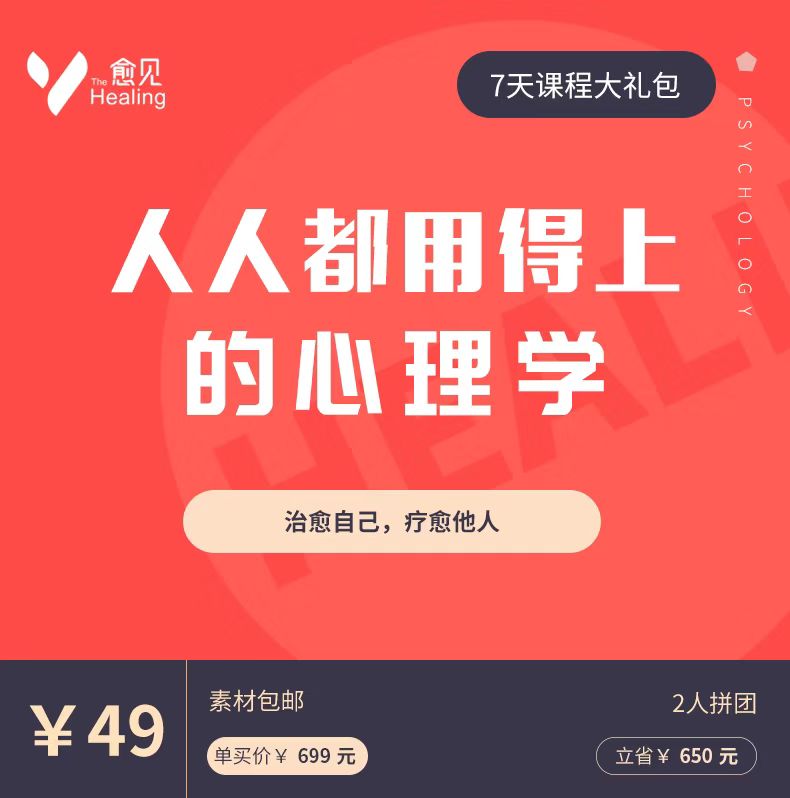 愈见
The Healing
7天课程大礼包
PSYCHOLOGY
人人都用得上
的心理学
HEALI
治愈自己，疗愈他人
￥49
素材包邮
2人拼团
单买价￥ 699 元
立省￥ 650 元